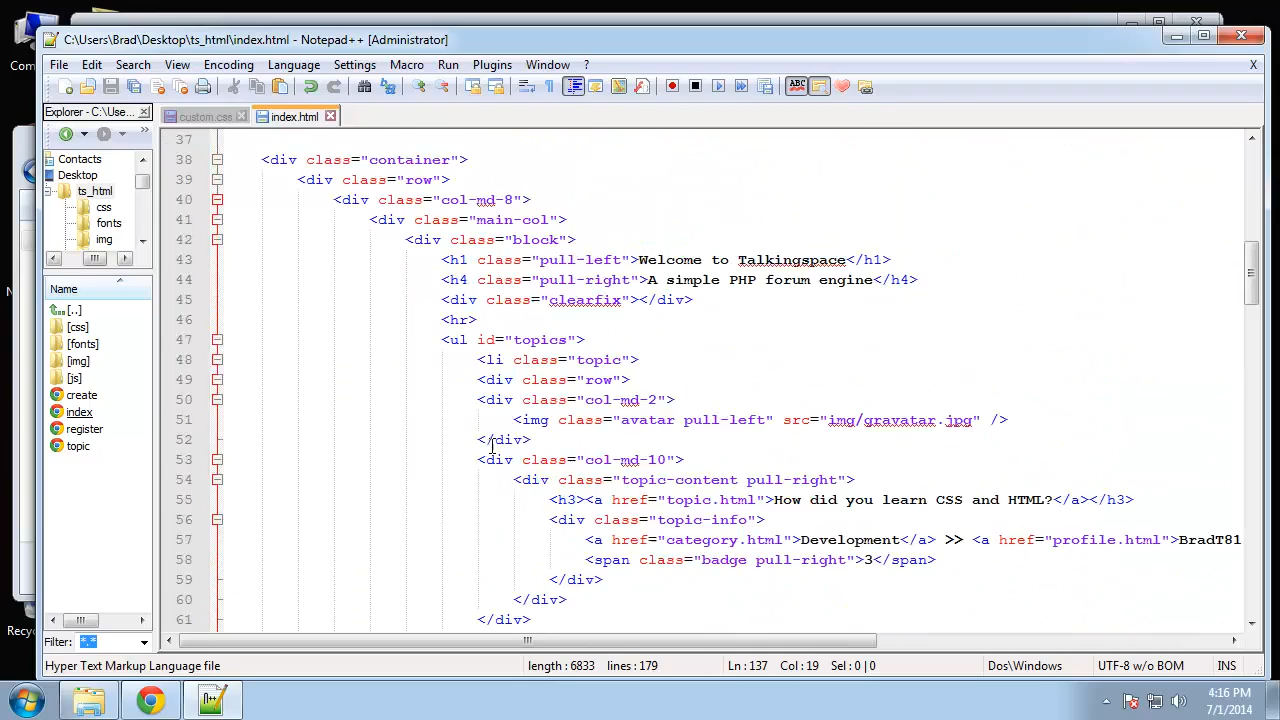 C:\Users\Brad\Desktop\ts_html\index.html - Notepad++ [Administrator]
File Edit Search View Encoding Language Settings Macro Run Plugins Window ? X
Explorer - C:\Use...
custom.css
index.html
Contacts
Desktop
ts_html
css
fonts
img
Name
[..]
[css]
[fonts]
[img]
[js]
create
index
register
topic
Filter: *.*
37
38 <div class="container">
39 <div class="row">
40 <div class="col-md-8">
41 <div class="main-col">
42 <div class="block">
43 <h1 class="pull-left">Welcome to Talkingspace</h1>
44 <h4 class="pull-right">A simple PHP forum engine</h4>
45 <div class="clearfix"></div>
46 <hr>
47 <ul id="topics">
48 <li class="topic">
49 <div class="row">
50 <div class="col-md-2">
51 <img class="avatar pull-left" src="img/gravatar.jpg" />
52 </div>
53 <div class="col-md-10">
54 <div class="topic-content pull-right">
55 <h3><a href="topic.html">How did you learn CSS and HTML?</a></h3>
56 <div class="topic-info">
57 <a href="category.html">Development</a> >> <a href="profile.html">BradT81
58 <span class="badge pull-right">3</span>
59 </div>
60 </div>
61 </div>
Hyper Text Markup Language file length : 6833 lines : 179 Ln : 137 Col : 19 Sel : 0 | 0 Dos\Windows UTF-8 w/o BOM INS
4:16 PM
7/1/2014